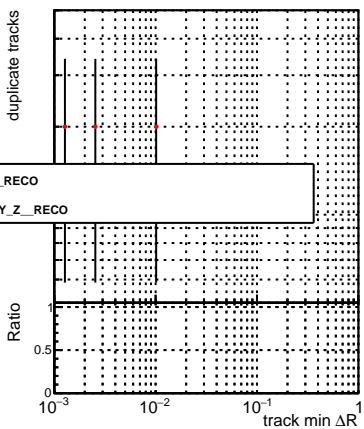 duplicate tracks
_RECO
Y_Z__RECO
Ratio
1
0.5
0
10⁻³ 10⁻² 10⁻¹ 1
track min ΔR